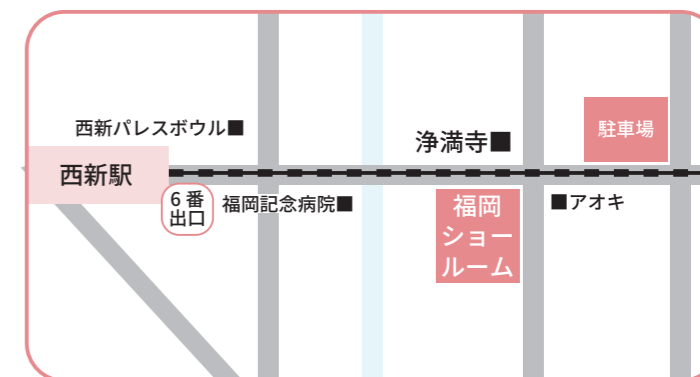 西新パレスボウル■
浄満寺■
駐車場
西新駅
6番
出口
福岡記念病院■
福岡
ショー
ルーム
■アオキ